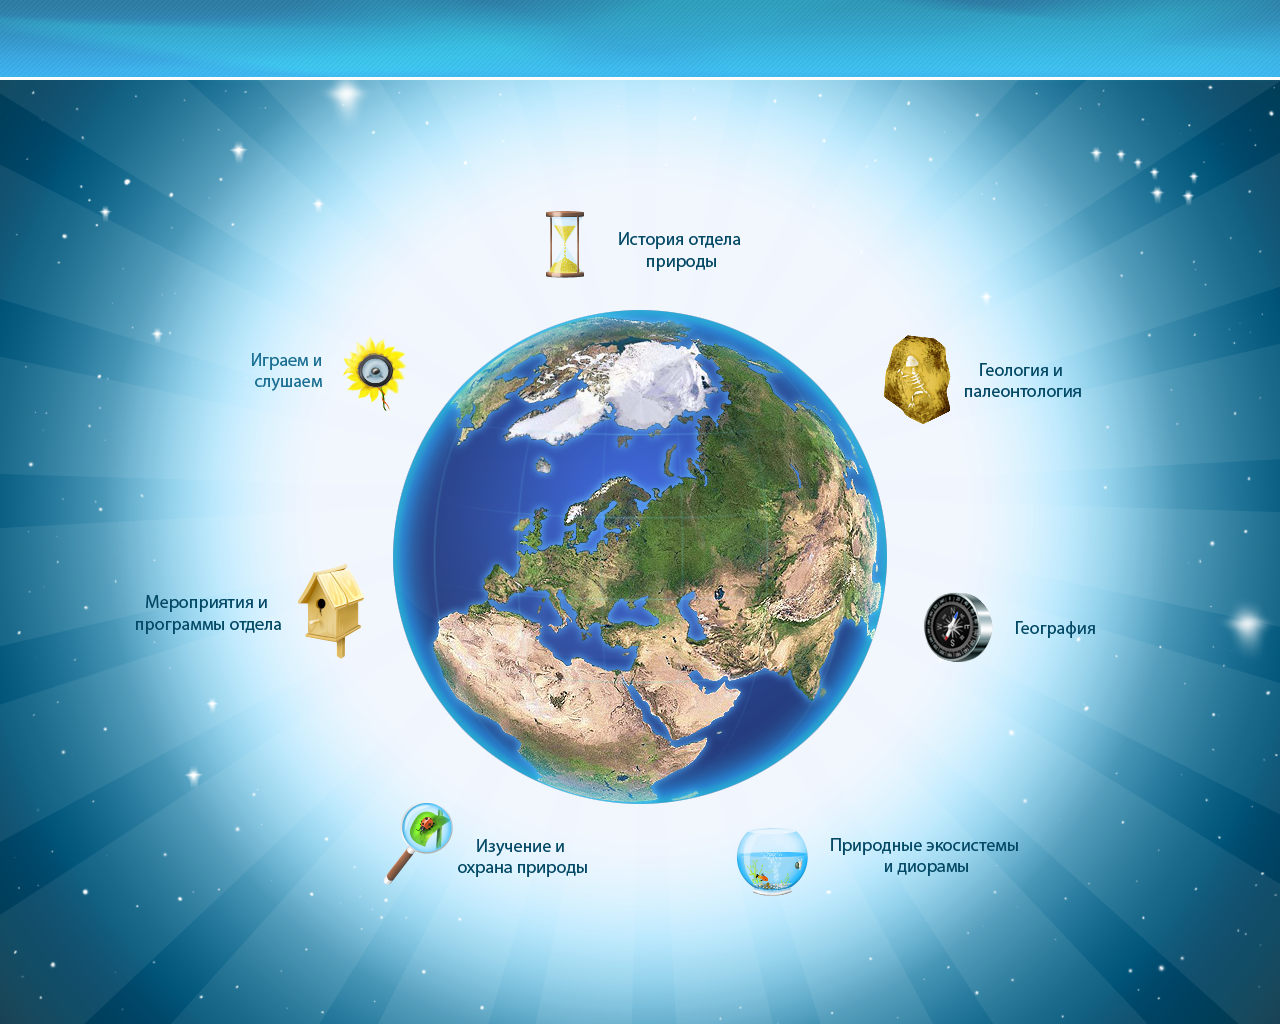 История отдела
природы
Играем и
слушаем
Геология и
палеонтология
Мероприятия и
программы отдела
География
Изучение и
охрана природы
Природные экосистемы
и диорамы